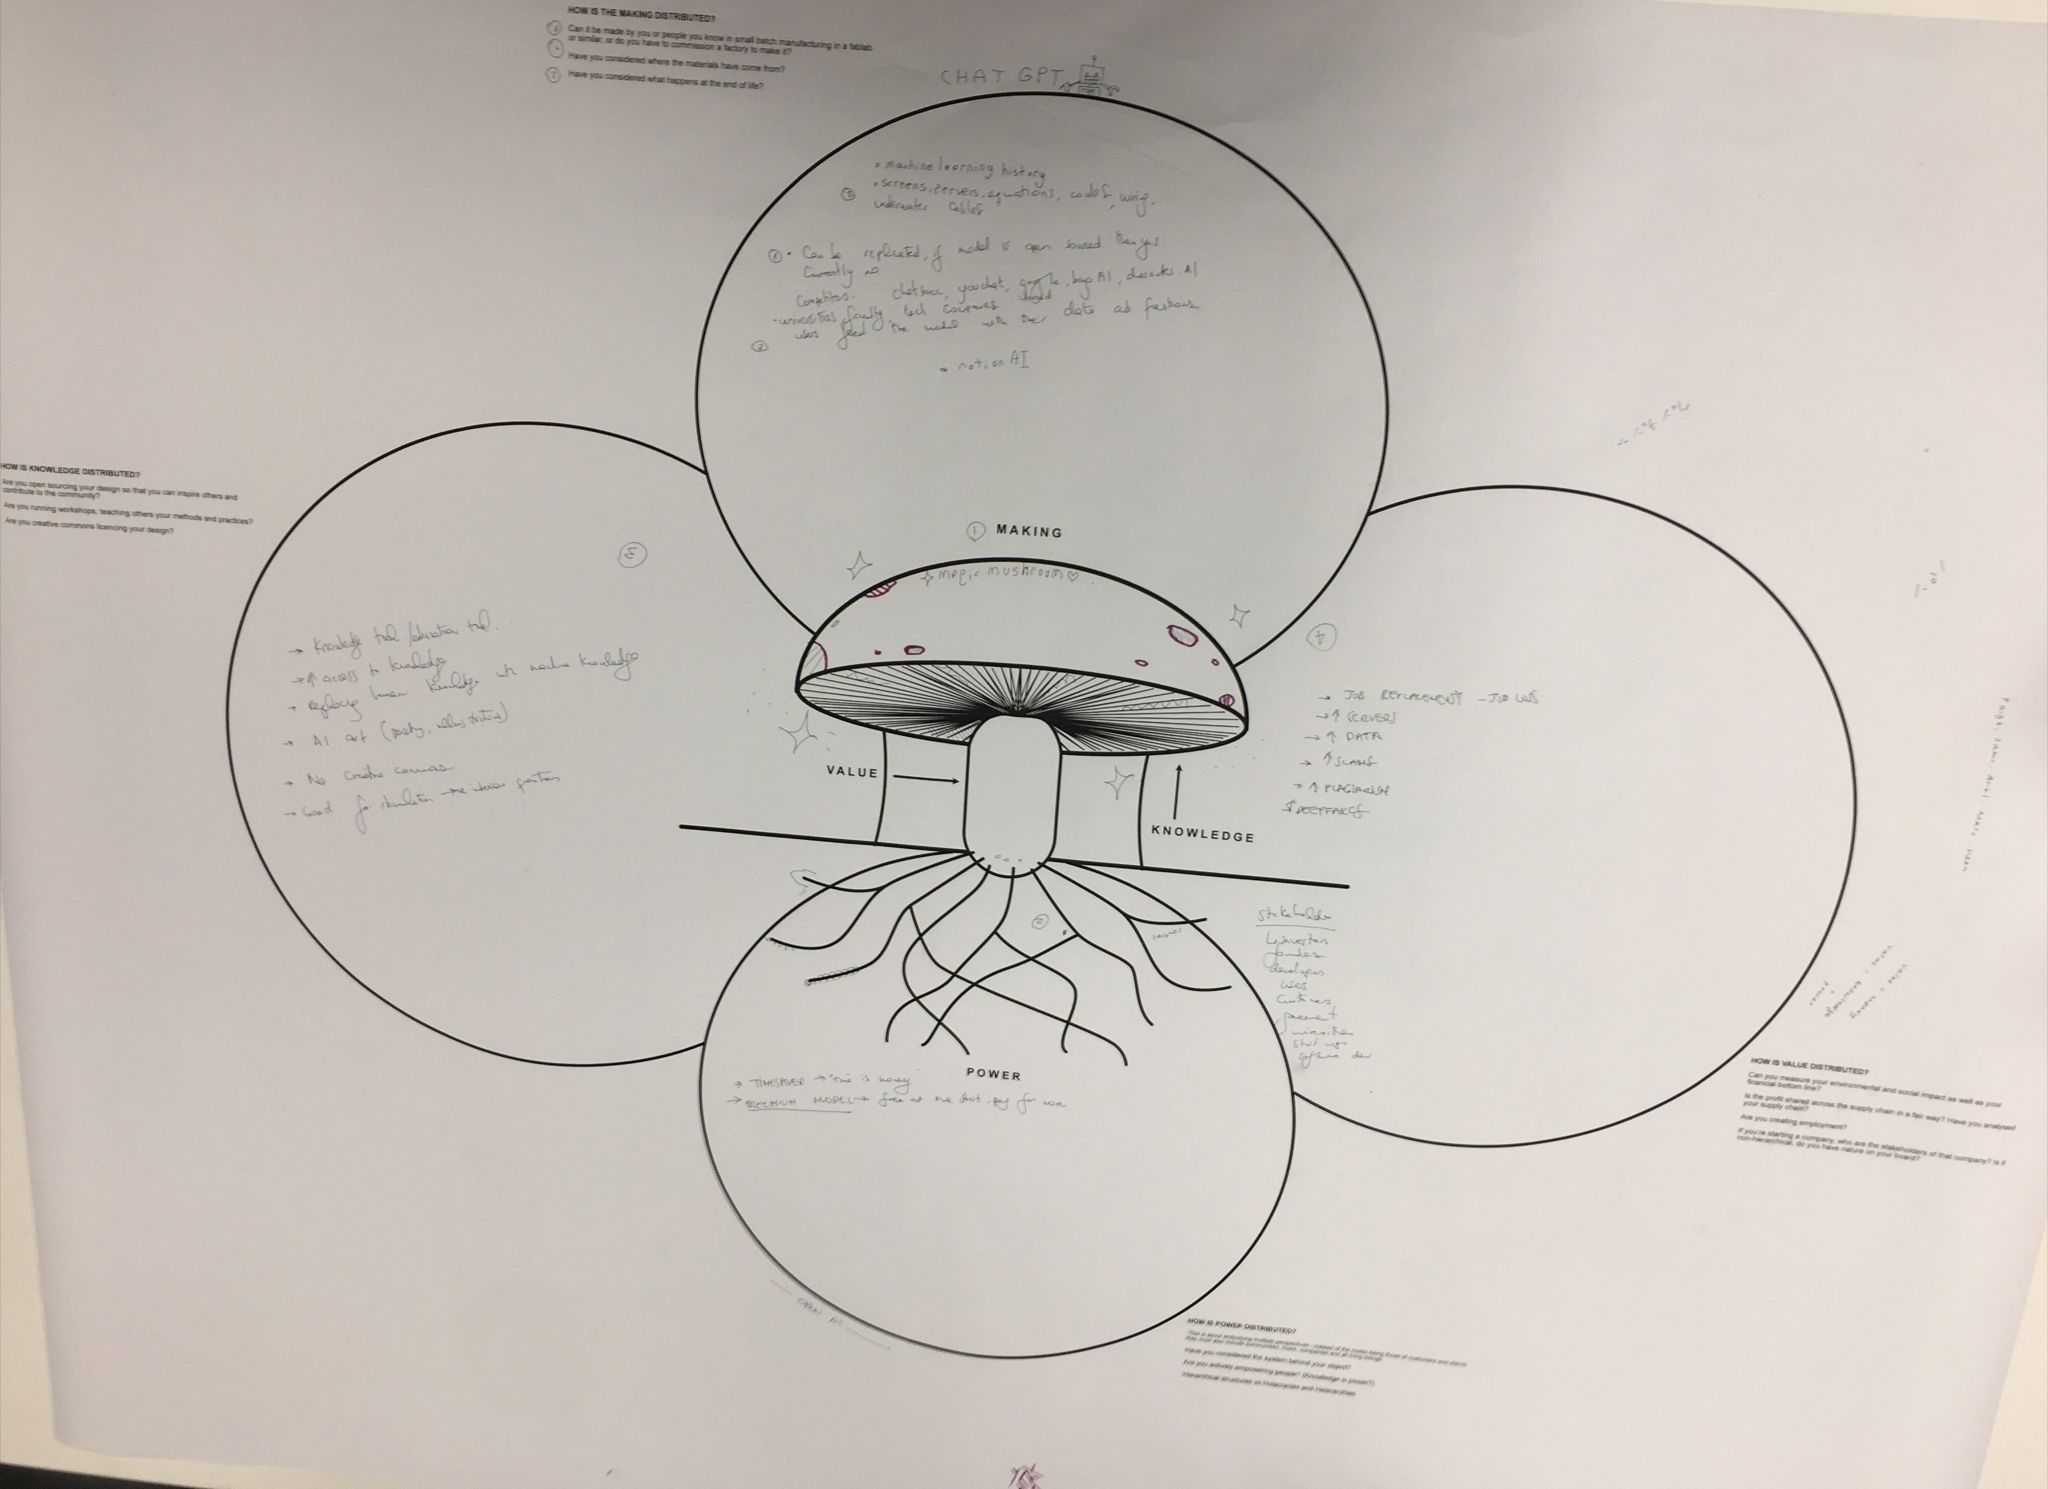 HOW IS THE MAKING DISTRIBUTED?
1 Can it be made by you or people you know in small batch manufacturing in a fablab
or similar, or do you have to commission a factory to make it?
2 Have you considered where the materials have come from?
3 Have you considered what happens at the end of life?
CHAT GPT
• machine learning history
• screens, servers, equations, codes, wiring,
2 underwater cables
1 • Can be replicated, if model is open sourced then yes
Currently no
Competitors: chatsonic, youchat, google, bing AI, character AI
- universities, faculty, tech companies
users feed the model with their data and
3
• notion AI
1 MAKING
magic mushroom ♡
HOW IS KNOWLEDGE DISTRIBUTED?
Are you open sourcing your design so that you can inspire others and
contribute to the community?
Are you running workshops, teaching others your methods and practices?
Are you creative commons licencing your design?
3
→ Knowledge tool / education tool.
→ ↑ access to knowledge
→ Replacing human knowledge with machine knowledge
→ AI art (poetry, illustrations)
→ No creative commons
→ Good for
VALUE
KNOWLEDGE
4
→ JOB REPLACEMENT - JOB LOSS
→ ↑ SERVERS
→ ↑ DATA
→ ↑ SCAMS
→ ↑ PLAGIARISM
↑ DEEPFAKES
stakeholder
↳ investors
founders
developers
users
universities
start ups
software dev
2
POWER
→ TIMESAVER → "Time is money"
→ FREEMIUM MODEL → free at the start, pay for more
value = money
value = knowledge
= power
HOW IS VALUE DISTRIBUTED?
Can you measure your environmental and social impact as well as your
financial bottom line?
Is the profit shared across the supply chain in a fair way? Have you analysed
your supply chain?
Are you creating employment?
If you're starting a company, who are the stakeholders of that company? Is it
non-hierarchical, do you have nature on your board?
HOW IS POWER DISTRIBUTED?
Have you considered the system behind your object?
Are you actively empowering people? (Knowledge is power?)
Hierarchical structures vs Holacracies and Heterarchies